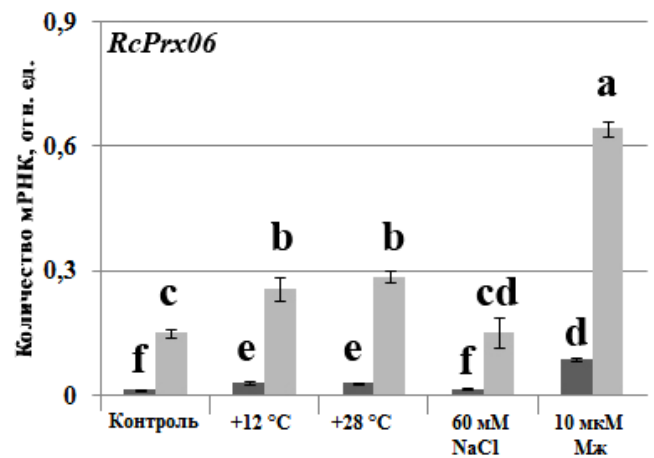 0,9
RcPrx06
a
0,6
Количество мРНК, отн. ед.
b
b
0,3
c
cd
d
f
e
e
f
0
Контроль
+12 °C
+28 °C
60 мМ
NaCl
10 мкМ
Мж